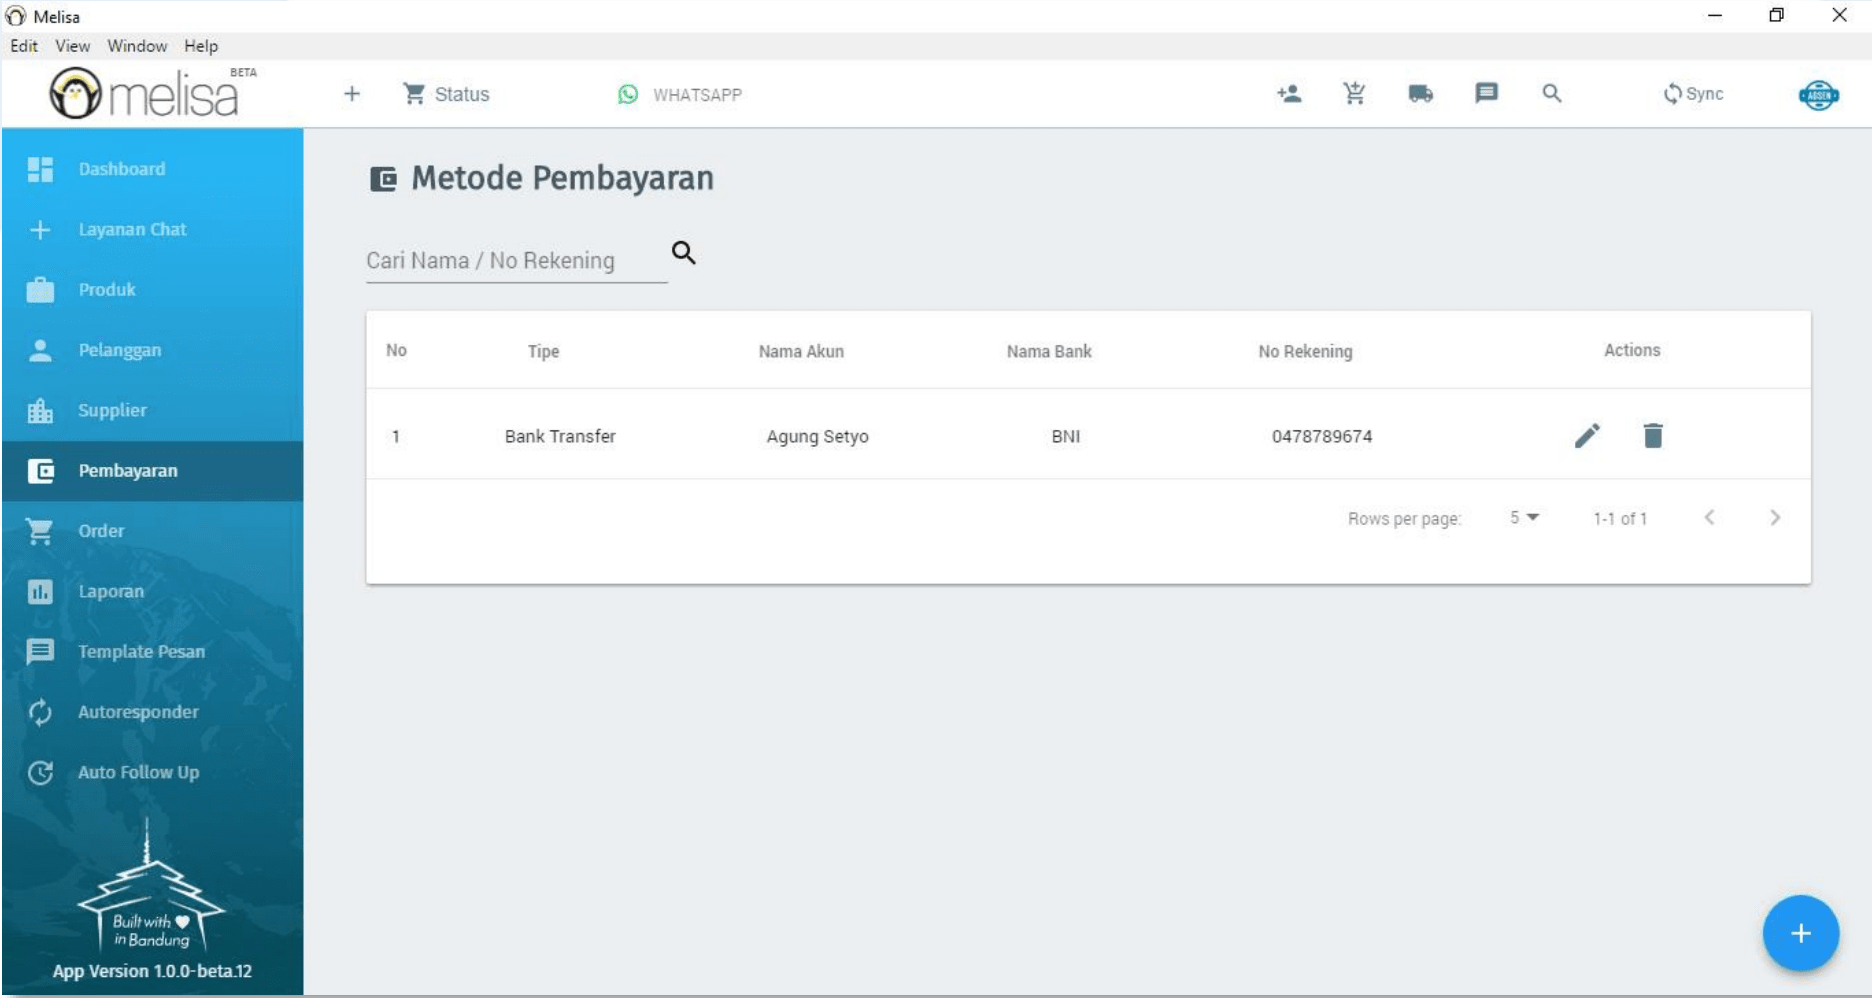 Melisa
Edit View Window Help
melisa BETA
Status
WHATSAPP
Sync
ADSEN
Dashboard
Layanan Chat
Produk
Pelanggan
Supplier
Pembayaran
Order
Laporan
Template Pesan
Autoresponder
Auto Follow Up
Built with
in Bandung
App Version 1.0.0-beta.12
Metode Pembayaran
Cari Nama / No Rekening
No Tipe Nama Akun Nama Bank No Rekening Actions
1 Bank Transfer Agung Setyo BNI 0478789674
Rows per page: 5 1-1 of 1